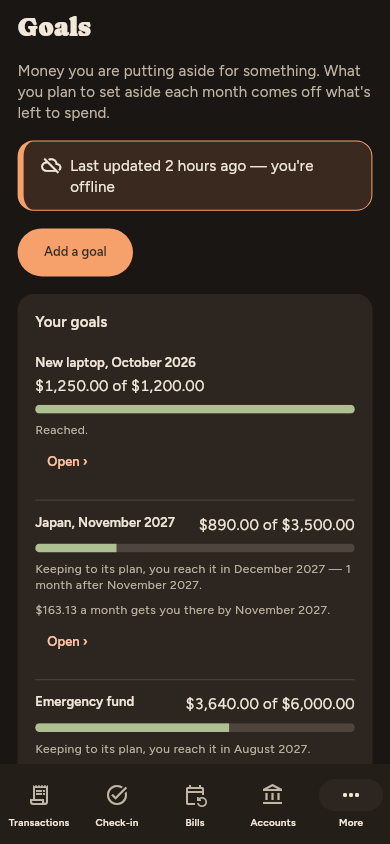 Goals
Money you are putting aside for something. What
you plan to set aside each month comes off what's
left to spend.
Last updated 2 hours ago — you're
offline
Add a goal
Your goals
New laptop, October 2026
$1,250.00 of $1,200.00
Reached.
Open ›
Japan, November 2027 $890.00 of $3,500.00
Keeping to its plan, you reach it in December 2027 — 1
month after November 2027.
$163.13 a month gets you there by November 2027.
Open ›
Emergency fund $3,640.00 of $6,000.00
Keeping to its plan, you reach it in August 2027.
Transactions Check-in Bills Accounts More